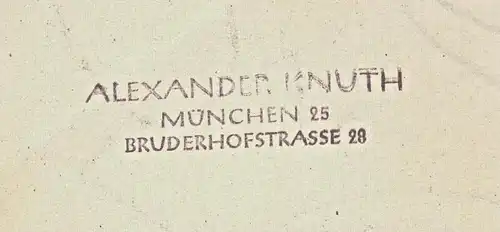 ALEXANDER KNUTH
MÜNCHEN 25
BRUDERHOFSTRASSE 28